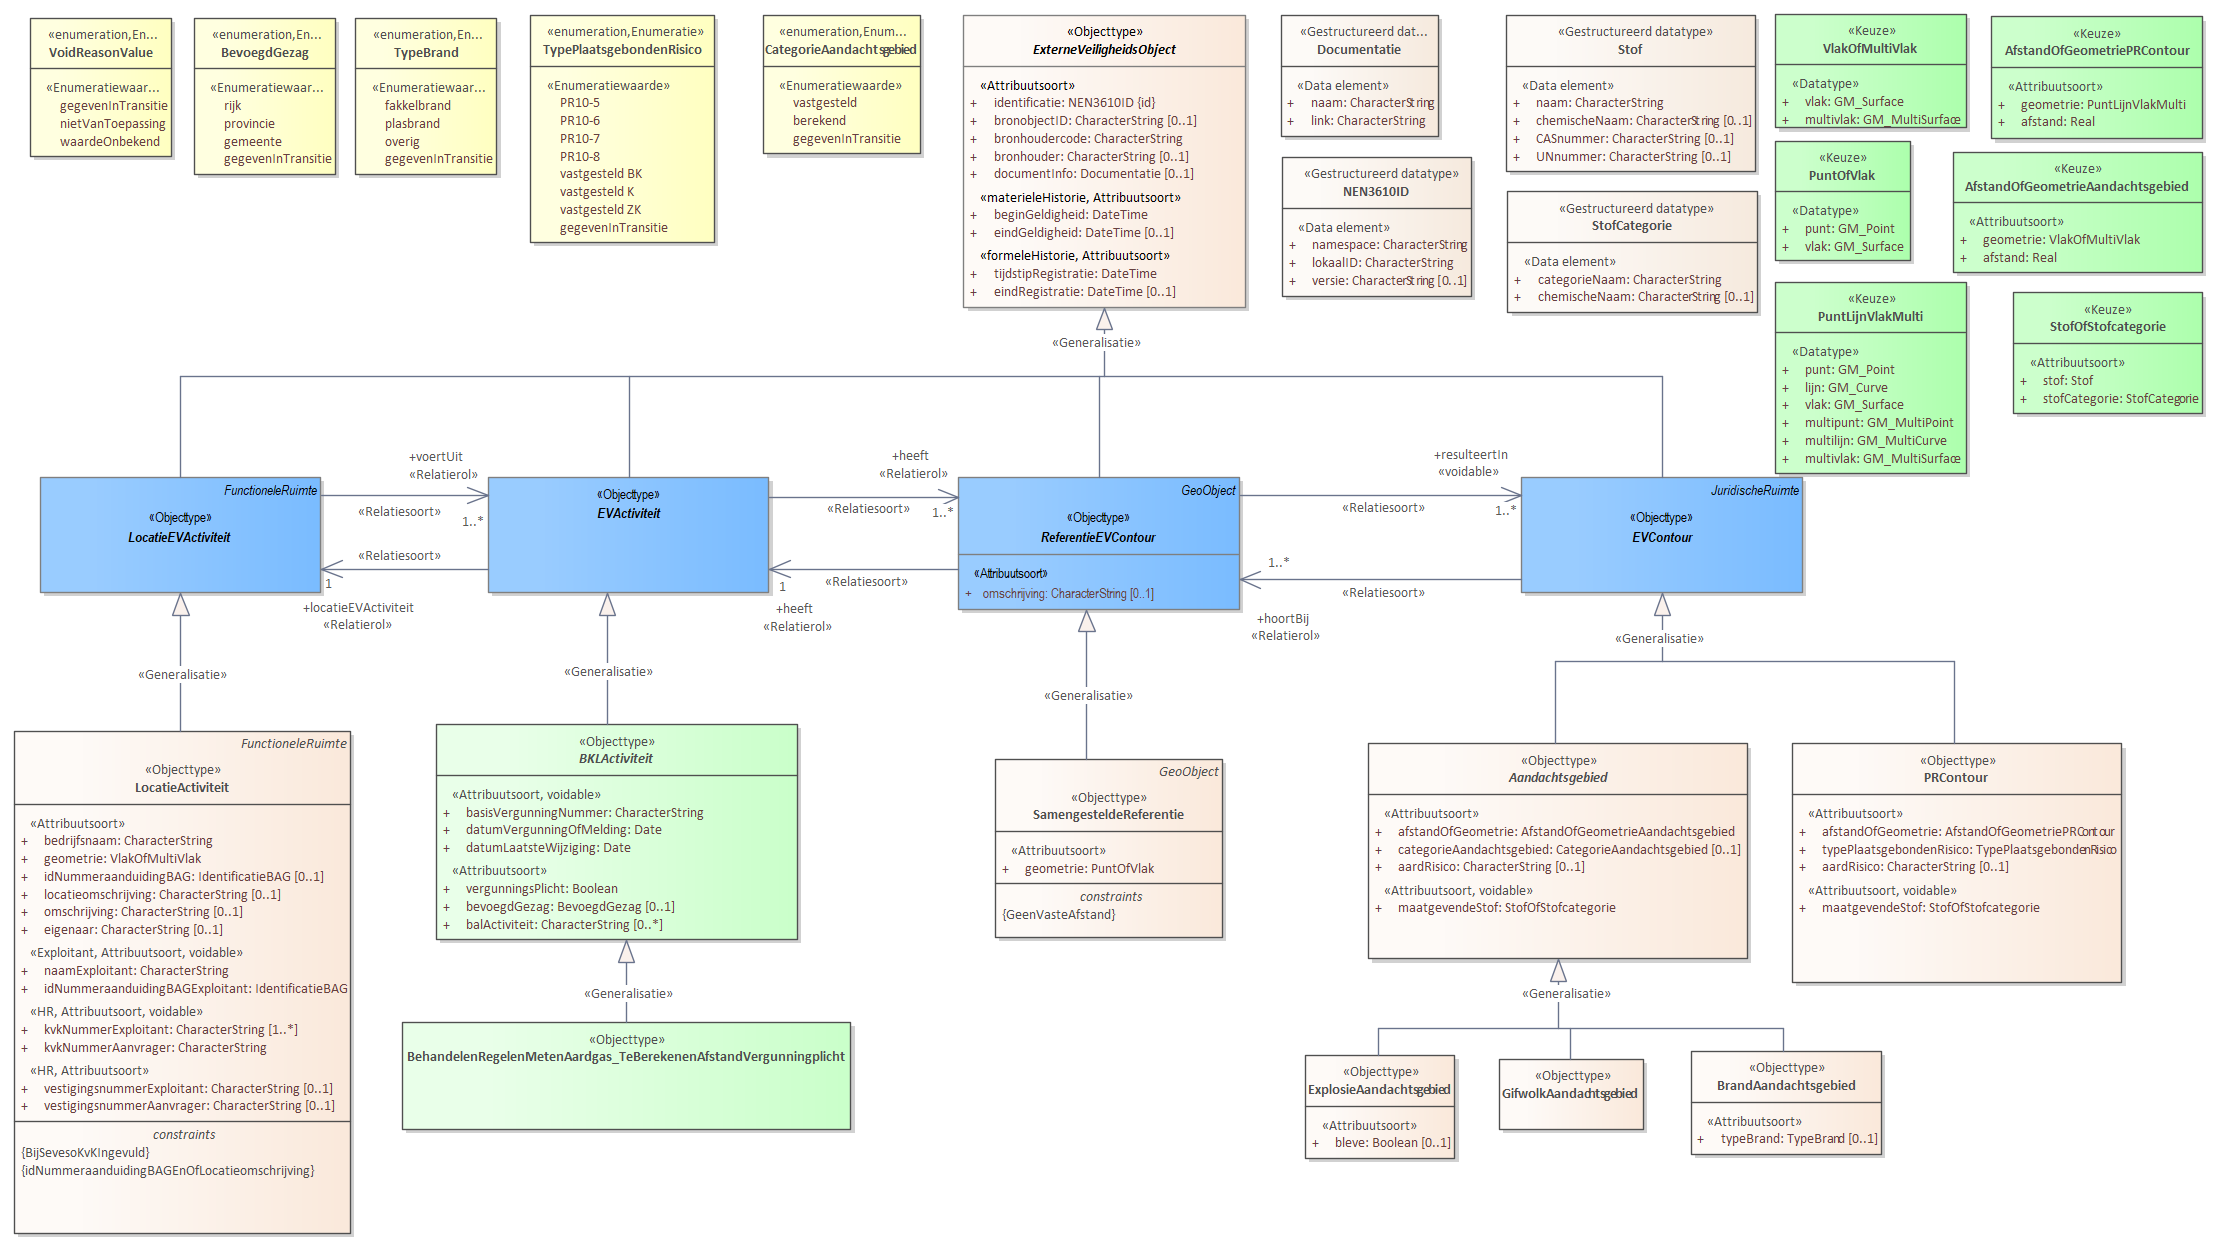 «enumeration,En...
VoidReasonValue
«Enumeratiewaar...
gegevenInTransitie
nietVanToepassing
waardeOnbekend
«enumeration,En...
BevoegdGezag
«Enumeratiewaar...
rijk
provincie
gemeente
gegevenInTransitie
«enumeration,En...
TypeBrand
«Enumeratiewaar...
fakkelbrand
plasbrand
overig
gegevenInTransitie
«enumeration,Enumeratie»
TypePlaatsgebondenRisico
«Enumeratiewaarde»
PR10-5
PR10-6
PR10-7
PR10-8
vastgesteld BK
vastgesteld K
vastgesteld ZK
gegevenInTransitie
«enumeration,Enum...
CategorieAandachtsgebied
«Enumeratiewaarde»
vastgesteld
berekend
gegevenInTransitie
«Objecttype»
ExterneVeiligheidsObject
«Attribuutsoort»
+ identificatie: NEN3610ID {id}
+ bronobjectID: CharacterString [0..1]
+ bronhoudercode: CharacterString
+ bronhouder: CharacterString [0..1]
+ documentInfo: Documentatie [0..1]
«materieleHistorie, Attribuutsoort»
+ beginGeldigheid: DateTime
+ eindGeldigheid: DateTime [0..1]
«formeleHistorie, Attribuutsoort»
+ tijdstipRegistratie: DateTime
+ eindRegistratie: DateTime [0..1]
«Gestructureerd dat...
Documentatie
«Data element»
+ naam: CharacterString
+ link: CharacterString
«Gestructureerd datatype»
NEN3610ID
«Data element»
+ namespace: CharacterString
+ lokaalID: CharacterString
+ versie: CharacterString [0..1]
«Gestructureerd datatype»
Stof
«Data element»
+ naam: CharacterString
+ chemischeNaam: CharacterString [0..1]
+ CASnummer: CharacterString [0..1]
+ UNnummer: CharacterString [0..1]
«Gestructureerd datatype»
StofCategorie
«Data element»
+ categorieNaam: CharacterString
+ chemischeNaam: CharacterString [0..1]
«Keuze»
VlakOfMultiVlak
«Datatype»
+ vlak: GM_Surface
+ multivlak: GM_MultiSurface
«Keuze»
PuntOfVlak
«Datatype»
+ punt: GM_Point
+ vlak: GM_Surface
«Keuze»
PuntLijnVlakMulti
«Datatype»
+ punt: GM_Point
+ lijn: GM_Curve
+ vlak: GM_Surface
+ multipunt: GM_MultiPoint
+ multilijn: GM_MultiCurve
+ multivlak: GM_MultiSurface
«Keuze»
AfstandOfGeometriePRContour
«Attribuutsoort»
+ geometrie: PuntLijnVlakMulti
+ afstand: Real
«Keuze»
AfstandOfGeometrieAandachtsgebied
«Attribuutsoort»
+ geometrie: VlakOfMultiVlak
+ afstand: Real
«Keuze»
StofOfStofcategorie
«Attribuutsoort»
+ stof: Stof
+ stofCategorie: StofCategorie
«Generalisatie»
FunctioneleRuimte
«Objecttype»
LocatieEVActiviteit
+voertUit
«Relatierol»
«Relatiesoort»
1..*
«Relatiesoort»
1
+locatieEVActiviteit
«Relatierol»
«Objecttype»
EVActiviteit
+heeft
«Relatierol»
«Relatiesoort»
1..*
«Relatiesoort»
1
+heeft
«Relatierol»
GeoObject
«Objecttype»
ReferentieEVContour
«Attribuutsoort»
+ omschrijving: CharacterString [0..1]
+resulteertIn
«voidable»
«Relatiesoort»
1..*
1..*
«Relatiesoort»
+hoortBij
«Relatierol»
JuridischeRuimte
«Objecttype»
EVContour
«Generalisatie»
«Generalisatie»
«Generalisatie»
«Generalisatie»
FunctioneleRuimte
«Objecttype»
LocatieActiviteit
«Attribuutsoort»
+ bedrijfsnaam: CharacterString
+ geometrie: VlakOfMultiVlak
+ idNummeraanduidingBAG: IdentificatieBAG [0..1]
+ locatieomschrijving: CharacterString [0..1]
+ omschrijving: CharacterString [0..1]
+ eigenaar: CharacterString [0..1]
«Exploitant, Attribuutsoort, voidable»
+ naamExploitant: CharacterString
+ idNummeraanduidingBAGExploitant: IdentificatieBAG
«HR, Attribuutsoort, voidable»
+ kvkNummerExploitant: CharacterString [1..*]
+ kvkNummerAanvrager: CharacterString
«HR, Attribuutsoort»
+ vestigingsnummerExploitant: CharacterString [0..1]
+ vestigingsnummerAanvrager: CharacterString [0..1]
constraints
{BijSevesoKvKIngevuld}
{idNummeraanduidingBAGEnOfLocatieomschrijving}
«Objecttype»
BKLActiviteit
«Attribuutsoort, voidable»
+ basisVergunningNummer: CharacterString
+ datumVergunningOfMelding: Date
+ datumLaatsteWijziging: Date
«Attribuutsoort»
+ vergunningsPlicht: Boolean
+ bevoegdGezag: BevoegdGezag [0..1]
+ balActiviteit: CharacterString [0..*]
«Generalisatie»
«Objecttype»
BehandelenRegelenMetenAardgas_TeBerekenenAfstandVergunningplicht
GeoObject
«Objecttype»
SamengesteldeReferentie
«Attribuutsoort»
+ geometrie: PuntOfVlak
constraints
{GeenVasteAfstand}
«Objecttype»
Aandachtsgebied
«Attribuutsoort»
+ afstandOfGeometrie: AfstandOfGeometrieAandachtsgebied
+ categorieAandachtsgebied: CategorieAandachtsgebied [0..1]
+ aardRisico: CharacterString [0..1]
«Attribuutsoort, voidable»
+ maatgevendeStof: StofOfStofcategorie
«Objecttype»
PRContour
«Attribuutsoort»
+ afstandOfGeometrie: AfstandOfGeometriePRContour
+ typePlaatsgebondenRisico: TypePlaatsgebondenRisico
+ aardRisico: CharacterString [0..1]
«Attribuutsoort, voidable»
+ maatgevendeStof: StofOfStofcategorie
«Generalisatie»
«Objecttype»
ExplosieAandachtsgebied
«Attribuutsoort»
+ bleve: Boolean [0..1]
«Objecttype»
GifwolkAandachtsgebied
«Objecttype»
BrandAandachtsgebied
«Attribuutsoort»
+ typeBrand: TypeBrand [0..1]